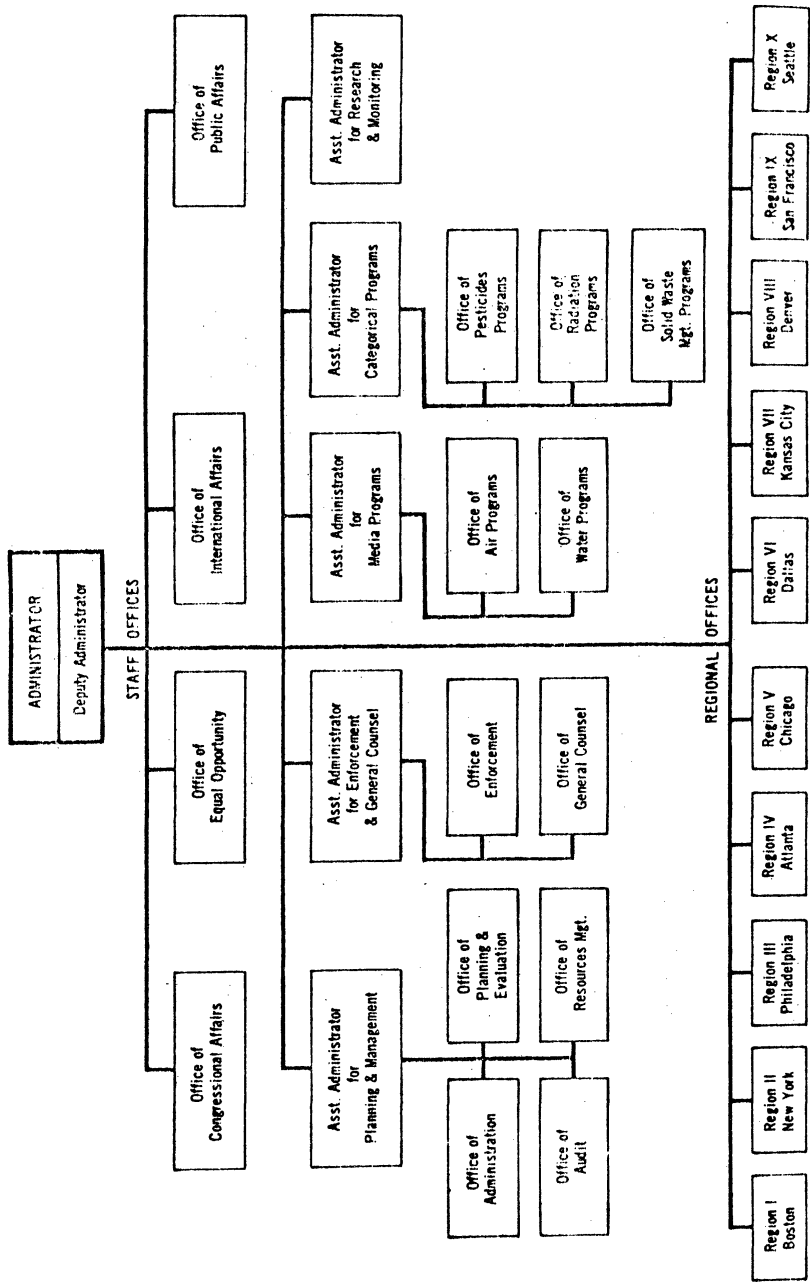 ADMINISTRATOR
Deputy Administrator
STAFF OFFICES
Office of
Congressional Affairs
Office of
Equal Opportunity
Office of
International Affairs
Office of
Public Affairs
Asst. Administrator
for
Planning & Management
Asst. Administrator
for Enforcement
& General Counsel
Asst. Administrator
for
Media Programs
Asst. Administrator
for
Categorical Programs
Asst. Administrator
for Research
& Monitoring
Office of
Administration
Office of
Planning &
Evaluation
Office of
Audit
Office of
Resources Mgt.
Office of
Enforcement
Office of
General Counsel
Office of
Air Programs
Office of
Water Programs
Office of
Pesticides
Programs
Office of
Radiation
Programs
Office of
Solid Waste
Mgt. Programs
REGIONAL OFFICES
Region I
Boston
Region II
New York
Region III
Philadelphia
Region IV
Atlanta
Region V
Chicago
Region VI
Dallas
Region VII
Kansas City
Region VIII
Denver
Region IX
San Francisco
Region X
Seattle